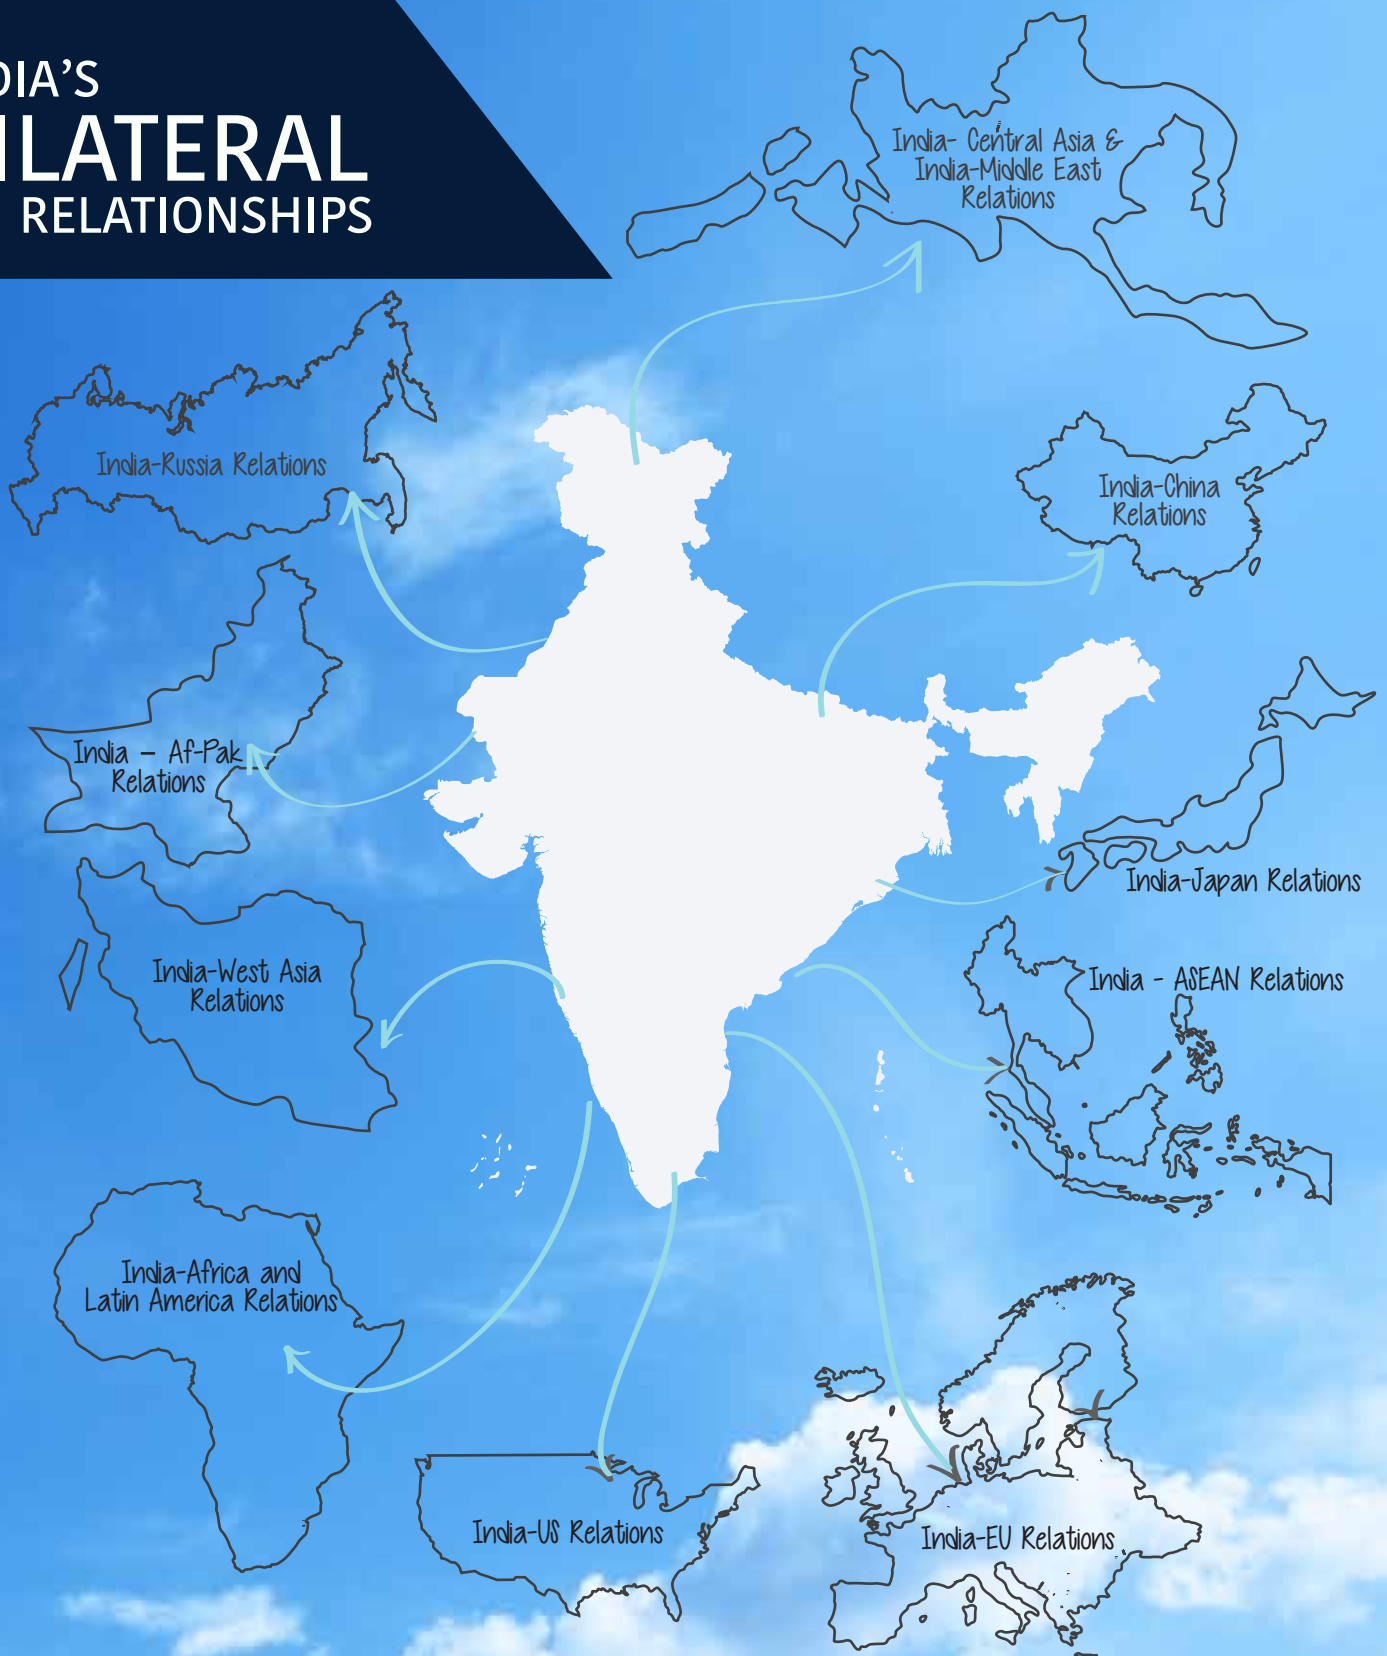 DIA'S
ILATERAL
RELATIONSHIPS
India- Central Asia &
India-Middle East
Relations
India-Russia Relations
India-China
Relations
India – Af-Pak
Relations
India-Japan Relations
India-West Asia
Relations
India - ASEAN Relations
India-Africa and
Latin America Relations
India-US Relations
India-EU Relations